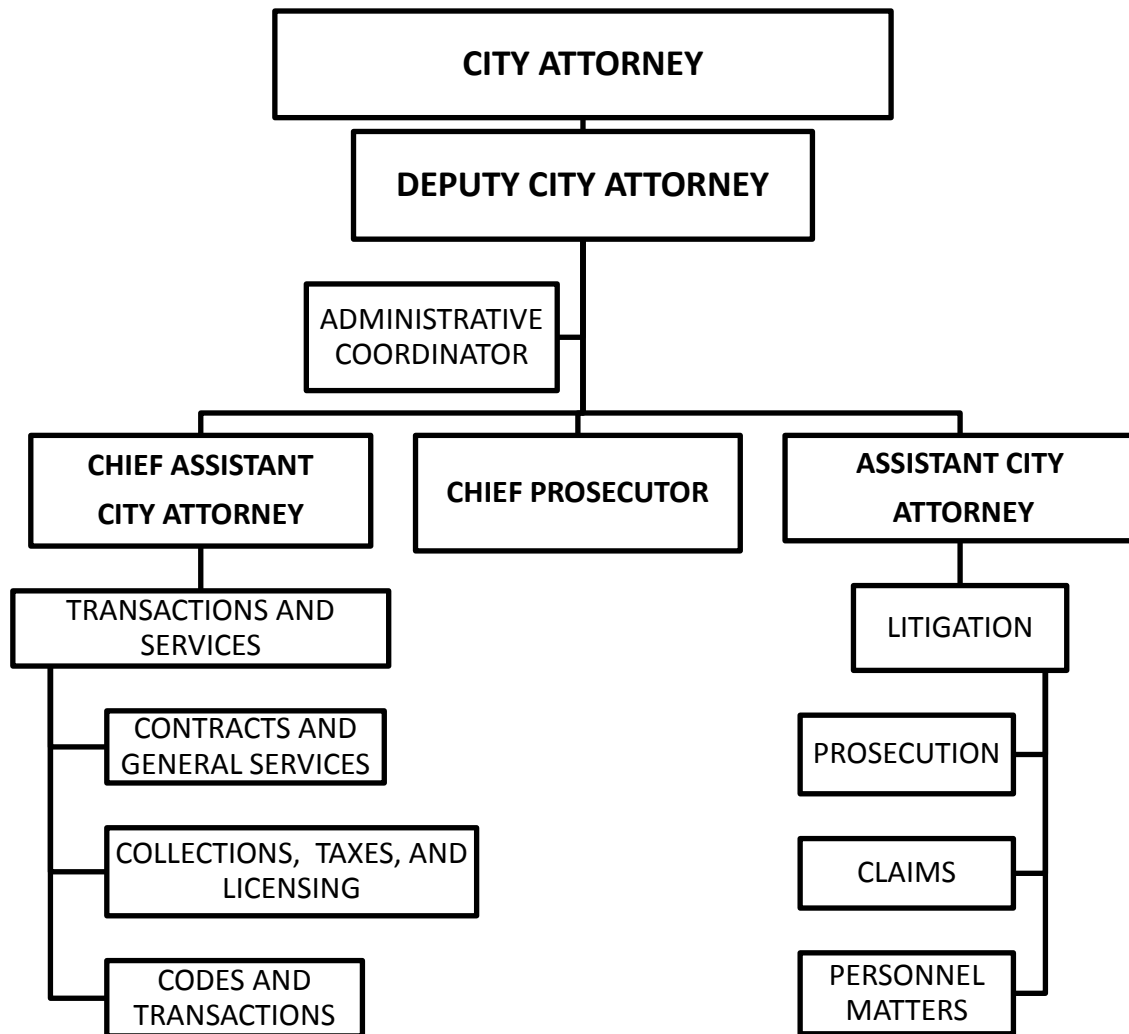 CITY ATTORNEY
DEPUTY CITY ATTORNEY
ADMINISTRATIVE
COORDINATOR
CHIEF ASSISTANT
CITY ATTORNEY
CHIEF PROSECUTOR
ASSISTANT CITY
ATTORNEY
TRANSACTIONS AND
SERVICES
CONTRACTS AND
GENERAL SERVICES
COLLECTIONS,  TAXES, AND
LICENSING
CODES AND
TRANSACTIONS
LITIGATION
PROSECUTION
CLAIMS
PERSONNEL
MATTERS